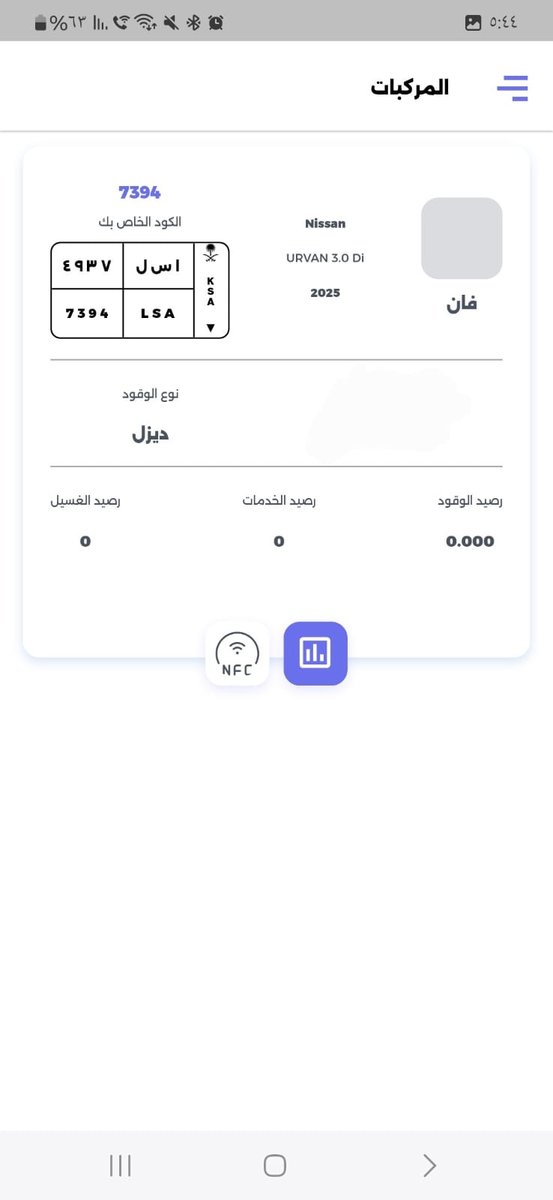 ٥:٤٤
٦٣%
المركبات
7394
الكود الخاص بك
ا س ل ٤٩٣٧
KSA
7394 LSA
Nissan
URVAN 3.0 Di
2025
فان
نوع الوقود
ديزل
رصيد الوقود رصيد الخدمات رصيد الغسيل
0.000 0 0
NFC